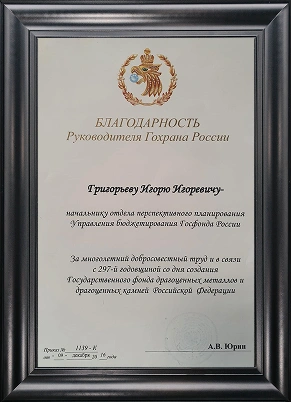 БЛАГОДАРНОСТЬ
Руководителя Гохрана России
Григорьеву Игорю Игоревичу-
начальнику отдела перспективного планирования
Управления бюджетирования Госфонда России
За многолетний добросовестный труд и в связи
с 297-й годовщиной со дня создания
Государственного фонда драгоценных металлов и
драгоценных камней Российской Федерации
Приказ № 1139 - К
от « 09 » декабря 20 16 года
А.В. Юрин